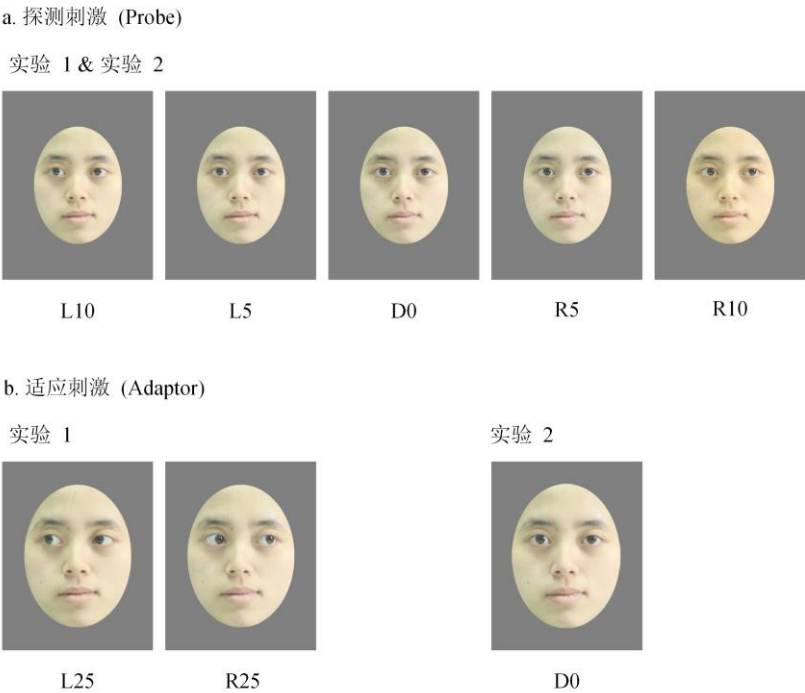 a. 探测刺激 (Probe)
实验 1 & 实验 2
L10 L5 D0 R5 R10
b. 适应刺激 (Adaptor)
实验 1 实验 2
L25 R25 D0